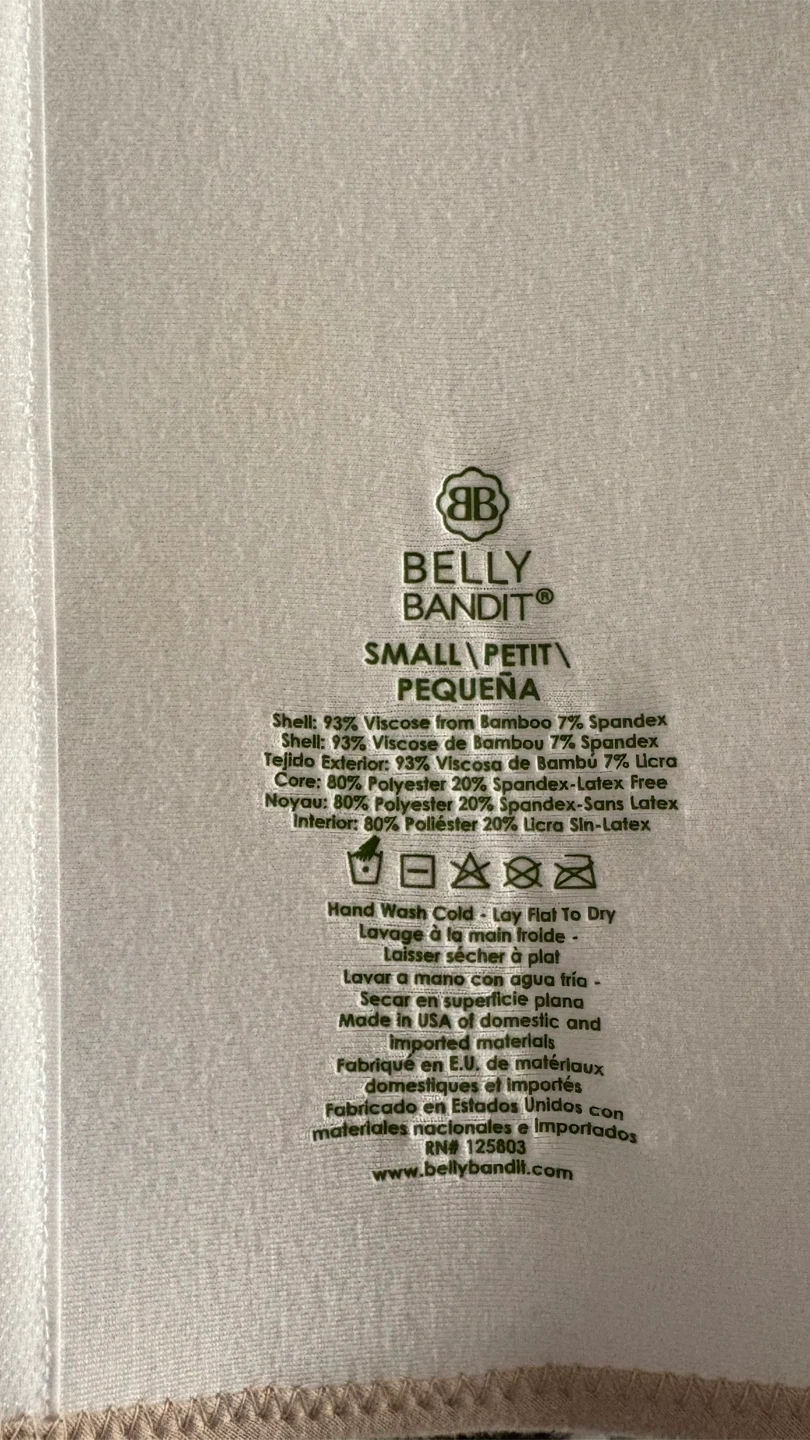 BB
BELLY
BANDIT®
SMALL \ PETIT \
PEQUEÑA
Shell: 93% Viscose from Bamboo 7% Spandex
Shell: 93% Viscose de Bambou 7% Spandex
Tejido Exterior: 93% Viscosa de Bambú 7% Licra
Core: 80% Polyester 20% Spandex-Latex Free
Noyau: 80% Polyester 20% Spandex-Sans Latex
Interior: 80% Poliéster 20% Licra Sin-Latex
Hand Wash Cold - Lay Flat To Dry
Lavage à la main froide -
Laisser sécher à plat
Lavar a mano con agua fría -
Secar en superficie plana
Made in USA of domestic and
imported materials
Fabriqué en E.U. de matériaux
domestiques et importés
Fabricado en Estados Unidos con
materiales nacionales e importados
RN# 125803
www.bellybandit.com